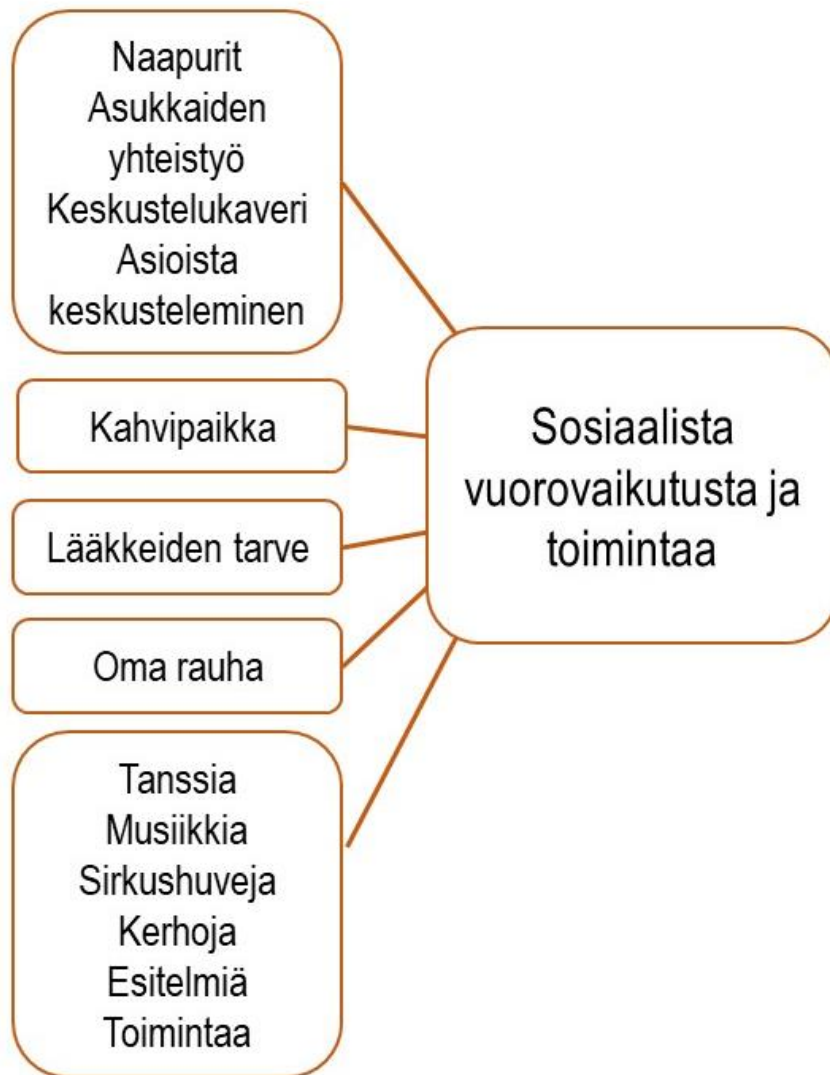 Naapurit
Asukkaiden
yhteistyö
Keskustelukaveri
Asioista
keskusteleminen
Kahvipaikka
Lääkkeiden tarve
Oma rauha
Tanssia
Musiikkia
Sirkushuveja
Kerhoja
Esitelmiä
Toimintaa
Sosiaalista
vuorovaikutusta ja
toimintaa